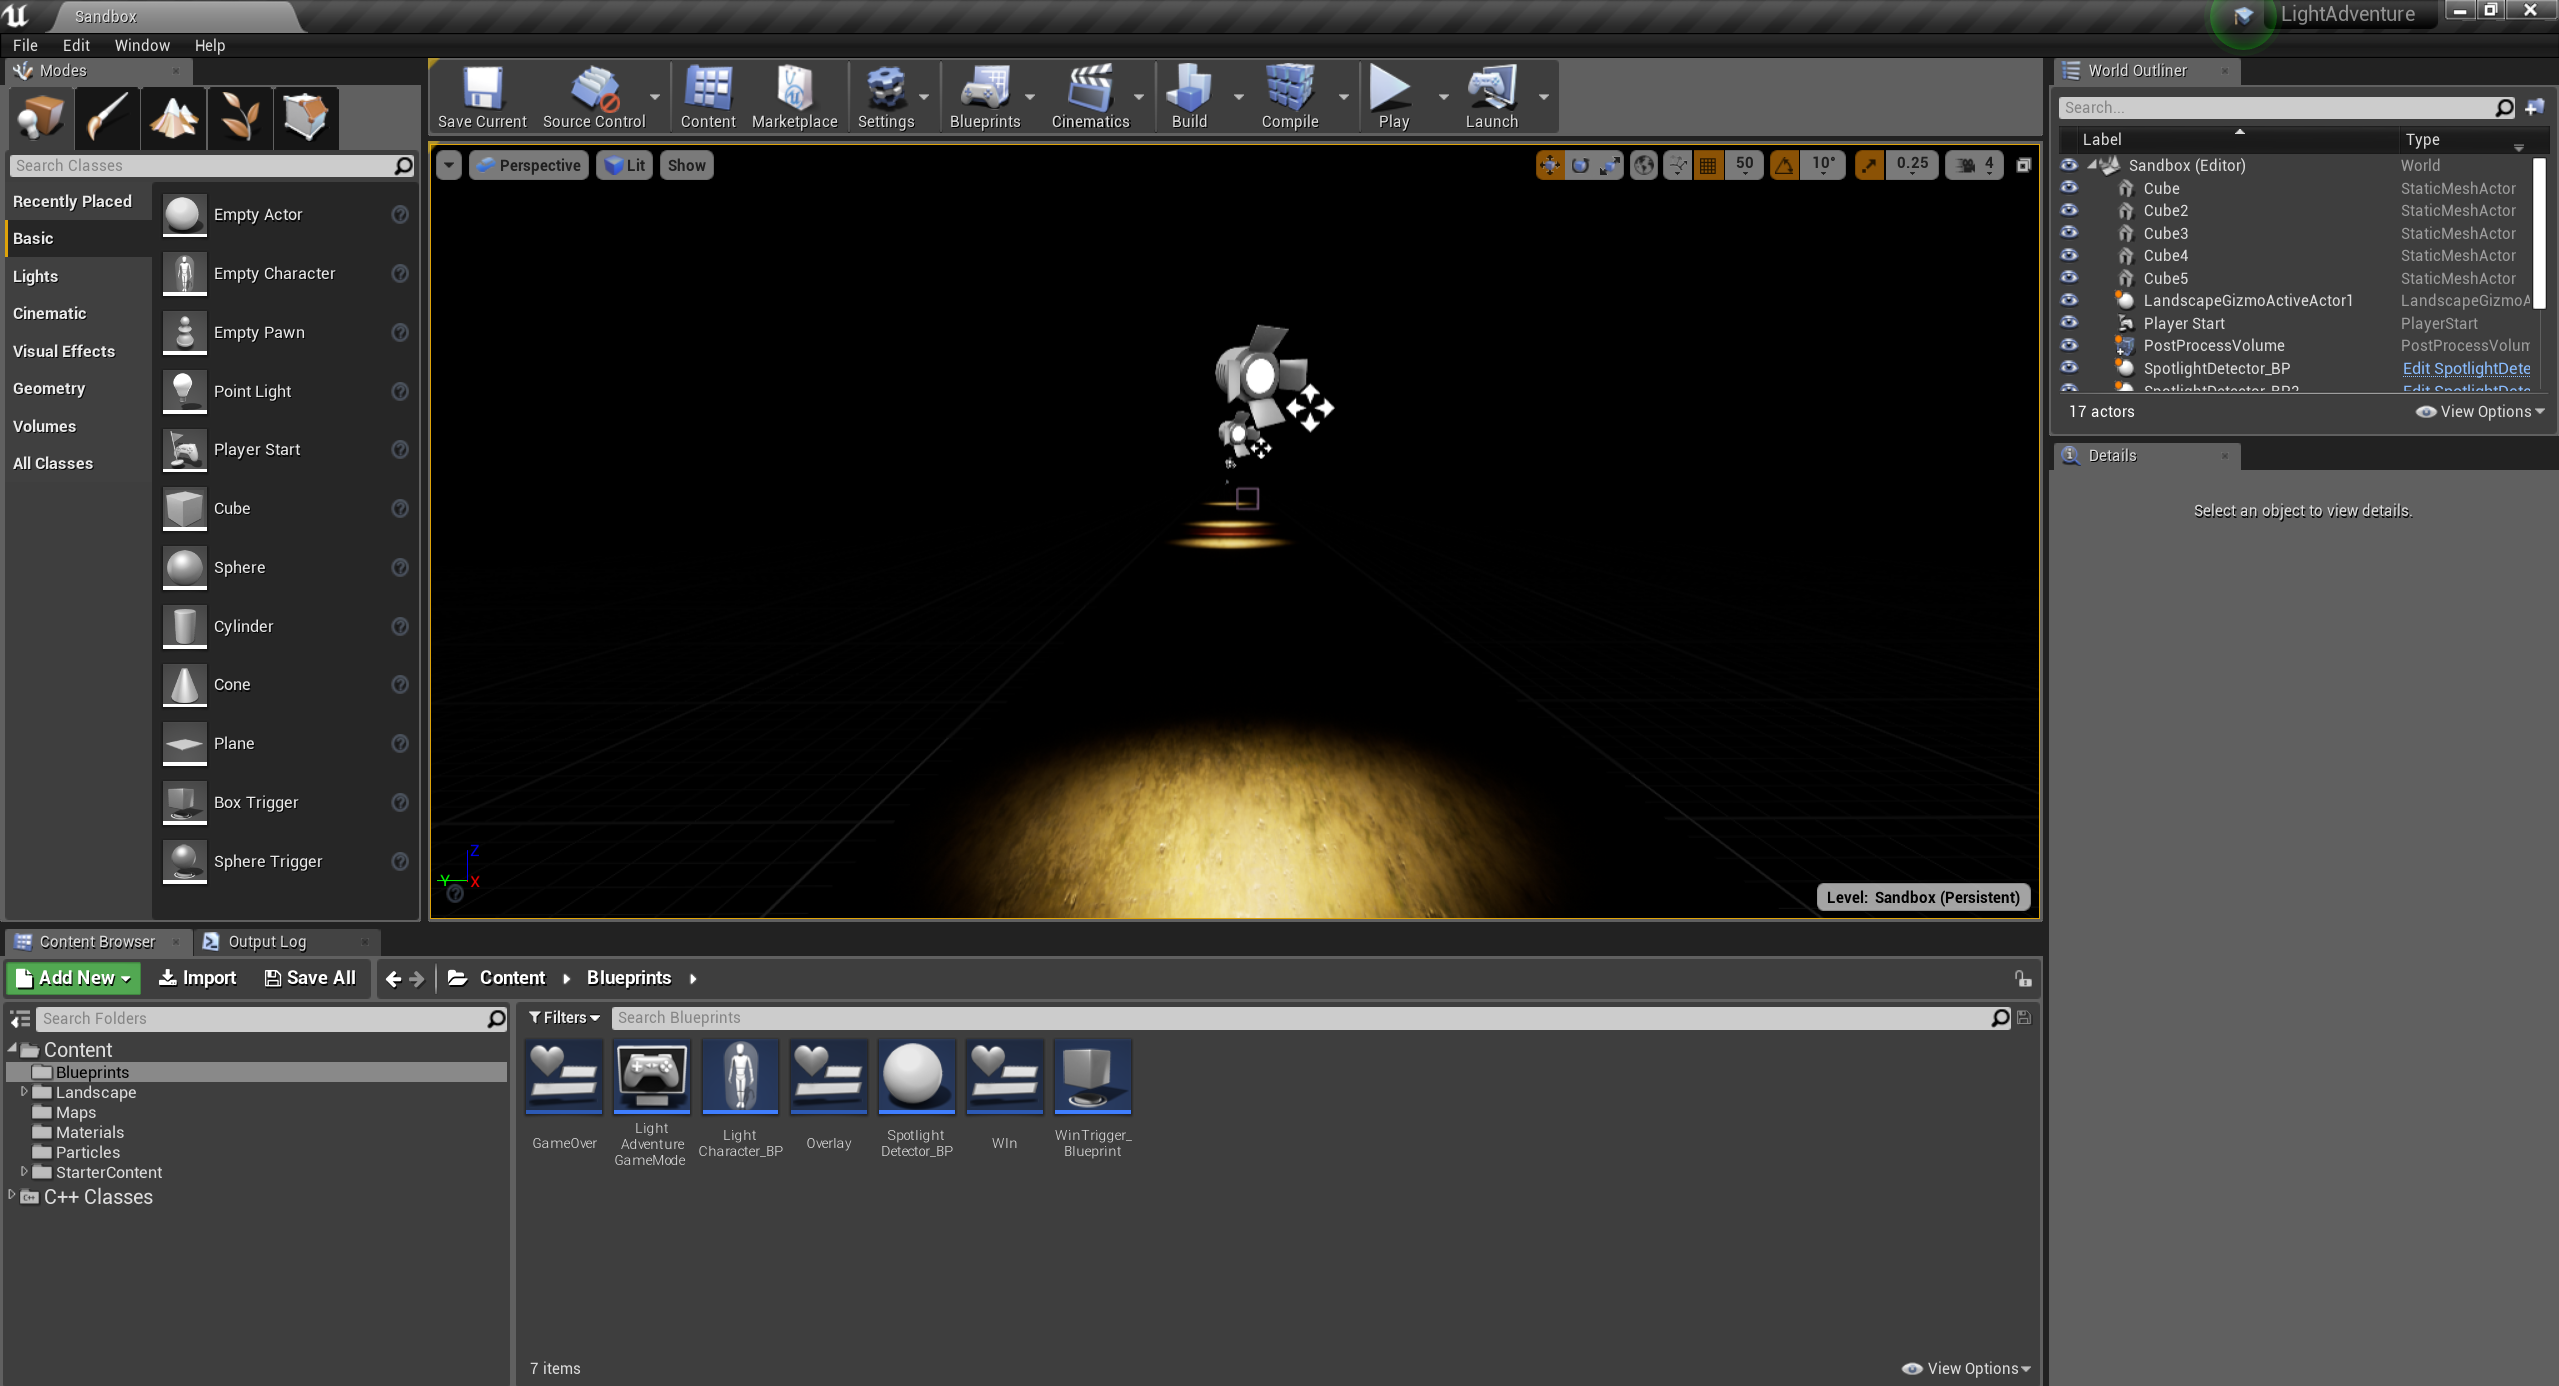 Sandbox
LightAdventure
File Edit Window Help
Modes
Search Classes
Recently Placed
Basic
Lights
Cinematic
Visual Effects
Geometry
Volumes
All Classes
Empty Actor
Empty Character
Empty Pawn
Point Light
Player Start
Cube
Sphere
Cylinder
Cone
Plane
Box Trigger
Sphere Trigger
Save Current Source Control Content Marketplace Settings Blueprints Cinematics Build Compile Play Launch
Perspective Lit Show
50 10° 0.25 4
Z
Y X
Level: Sandbox (Persistent)
World Outliner
Search...
Label Type
Sandbox (Editor) World
Cube StaticMeshActor
Cube2 StaticMeshActor
Cube3 StaticMeshActor
Cube4 StaticMeshActor
Cube5 StaticMeshActor
LandscapeGizmoActiveActor1 LandscapeGizmoA
Player Start PlayerStart
PostProcessVolume PostProcessVolum
SpotlightDetector_BP Edit SpotlightDete
SpotlightDetector_BP2 Edit SpotlightDete
17 actors View Options
Details
Select an object to view details.
Content Browser Output Log
Add New Import Save All Content Blueprints
Search Folders
Content
Blueprints
Landscape
Maps
Materials
Particles
StarterContent
C++ Classes
Filters Search Blueprints
GameOver
Light
Adventure
GameMode
Light
Character_BP
Overlay
Spotlight
Detector_BP
WIn
WinTrigger_
Blueprint
7 items View Options